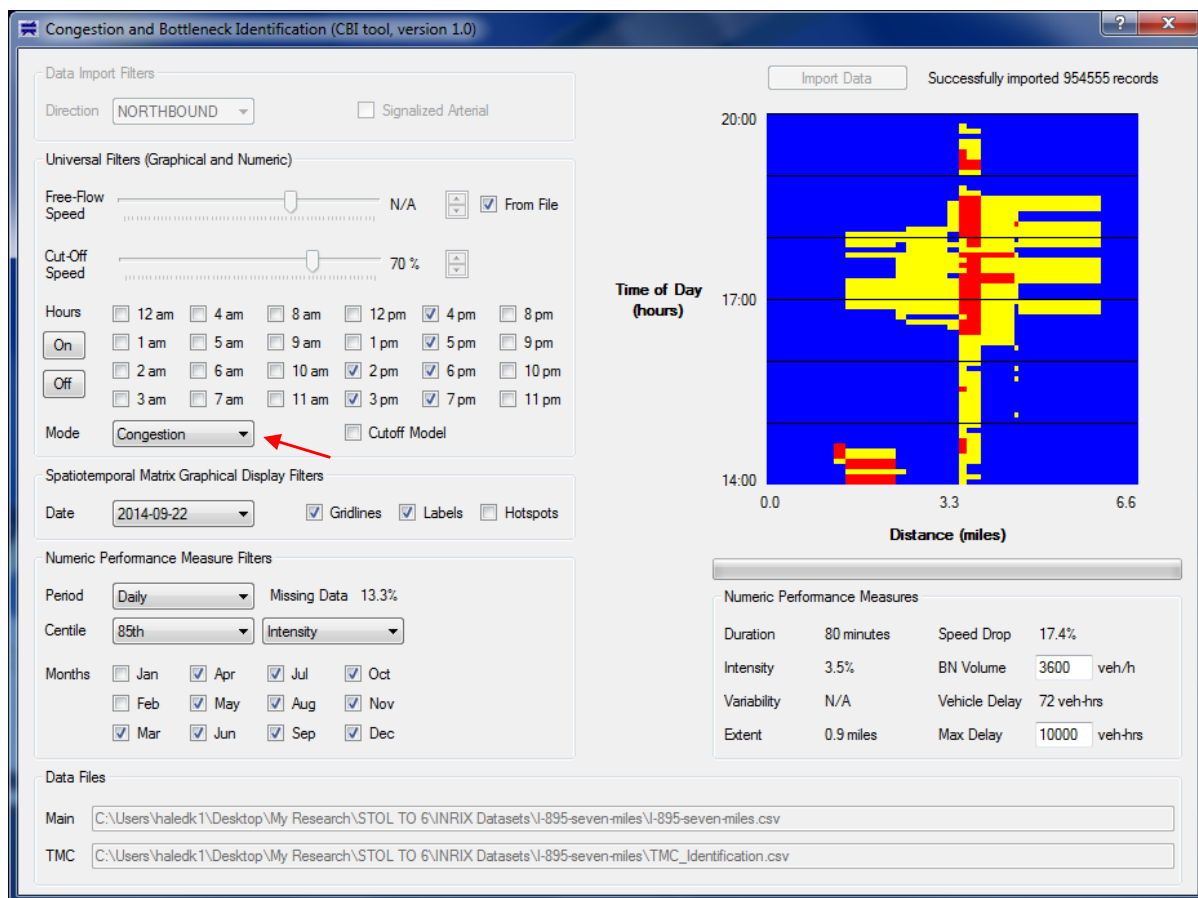 Congestion and Bottleneck Identification (CBI tool, version 1.0)
Data Import Filters
Direction NORTHBOUND Signalized Arterial
Universal Filters (Graphical and Numeric)
Free-Flow Speed N/A From File
Cut-Off Speed 70 %
Hours 12 am 4 am 8 am 12 pm 4 pm 8 pm
On 1 am 5 am 9 am 1 pm 5 pm 9 pm
Off 2 am 6 am 10 am 2 pm 6 pm 10 pm
3 am 7 am 11 am 3 pm 7 pm 11 pm
Mode Congestion Cutoff Model
Spatiotemporal Matrix Graphical Display Filters
Date 2014-09-22 Gridlines Labels Hotspots
Numeric Performance Measure Filters
Period Daily Missing Data 13.3%
Centile 85th Intensity
Months Jan Apr Jul Oct
Feb May Aug Nov
Mar Jun Sep Dec
Import Data Successfully imported 954555 records
20:00
Time of Day (hours)
17:00
14:00
0.0 3.3 6.6
Distance (miles)
Numeric Performance Measures
Duration 80 minutes Speed Drop 17.4%
Intensity 3.5% BN Volume 3600 veh/h
Variability N/A Vehicle Delay 72 veh-hrs
Extent 0.9 miles Max Delay 10000 veh-hrs
Data Files
Main C:\Users\haledk1\Desktop\My Research\STOL TO 6\INRIX Datasets\I-895-seven-miles\I-895-seven-miles.csv
TMC C:\Users\haledk1\Desktop\My Research\STOL TO 6\INRIX Datasets\I-895-seven-miles\TMC_Identification.csv